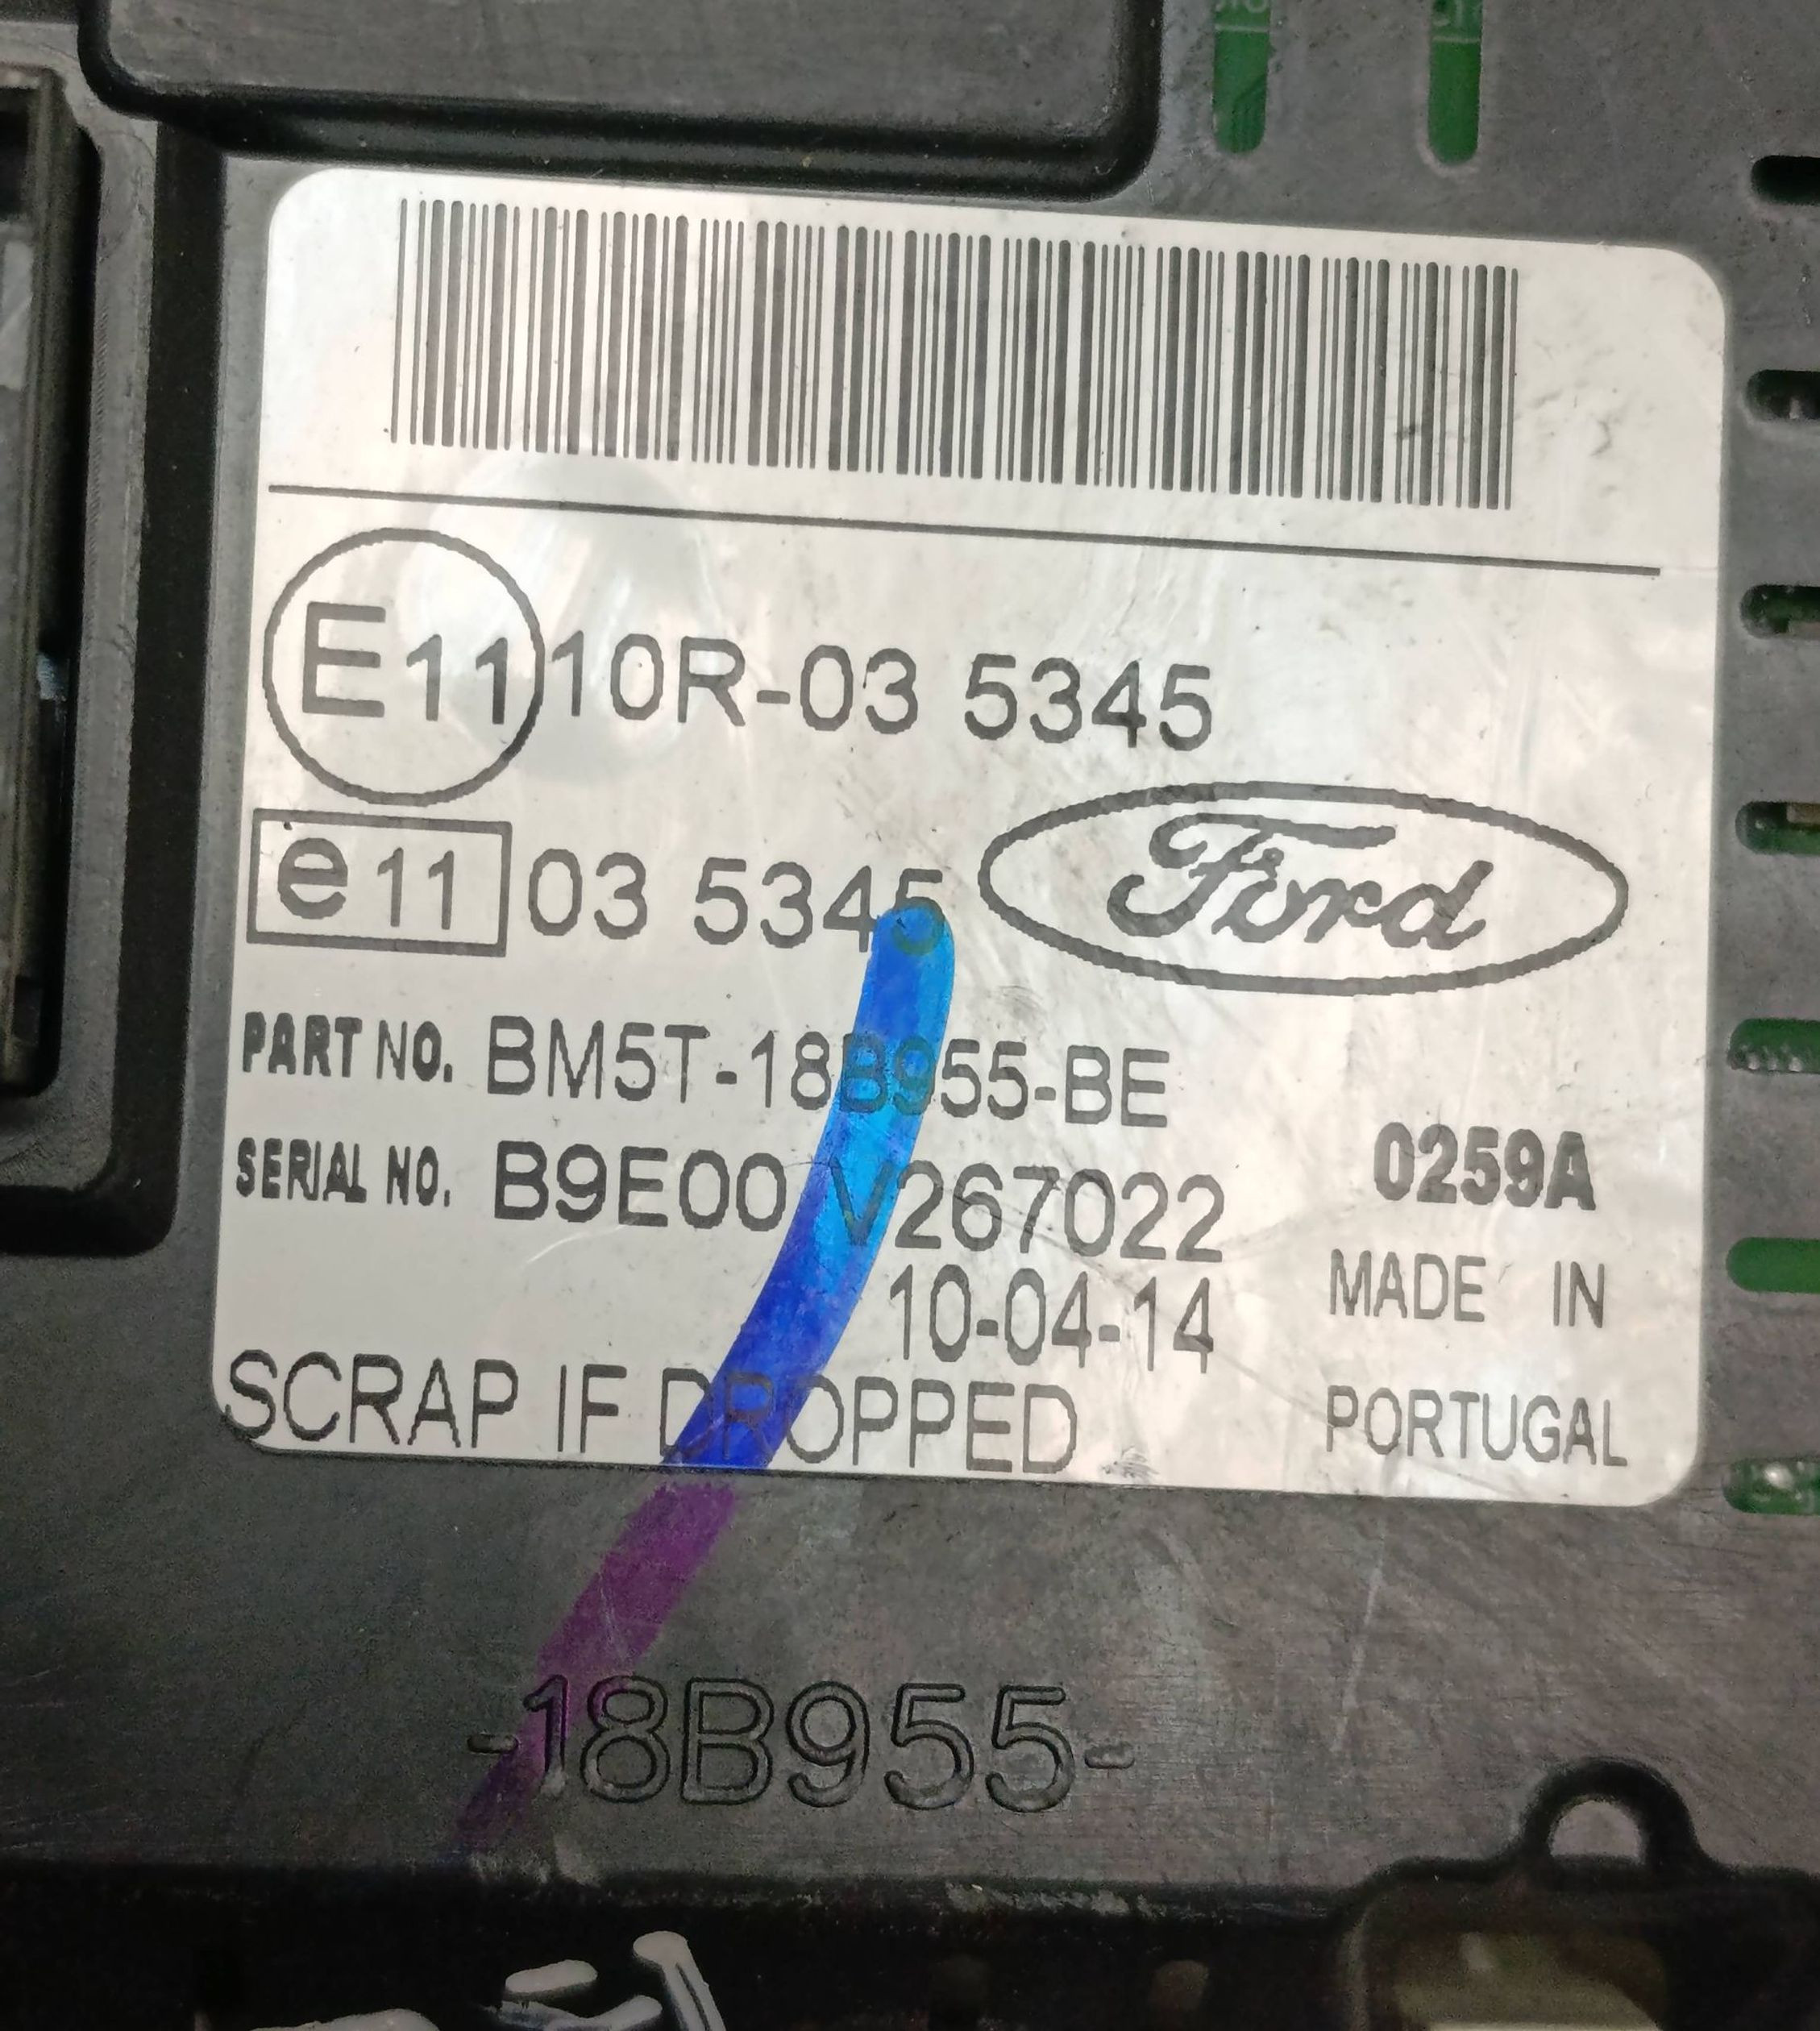 E11 10R-03 5345
e11 03 5345 Ford
PART NO. BM5T-18B955-BE
SERIAL NO. B9E00 V267022 0259A
10-04-14 MADE IN
SCRAP IF DROPPED PORTUGAL
-18B955-